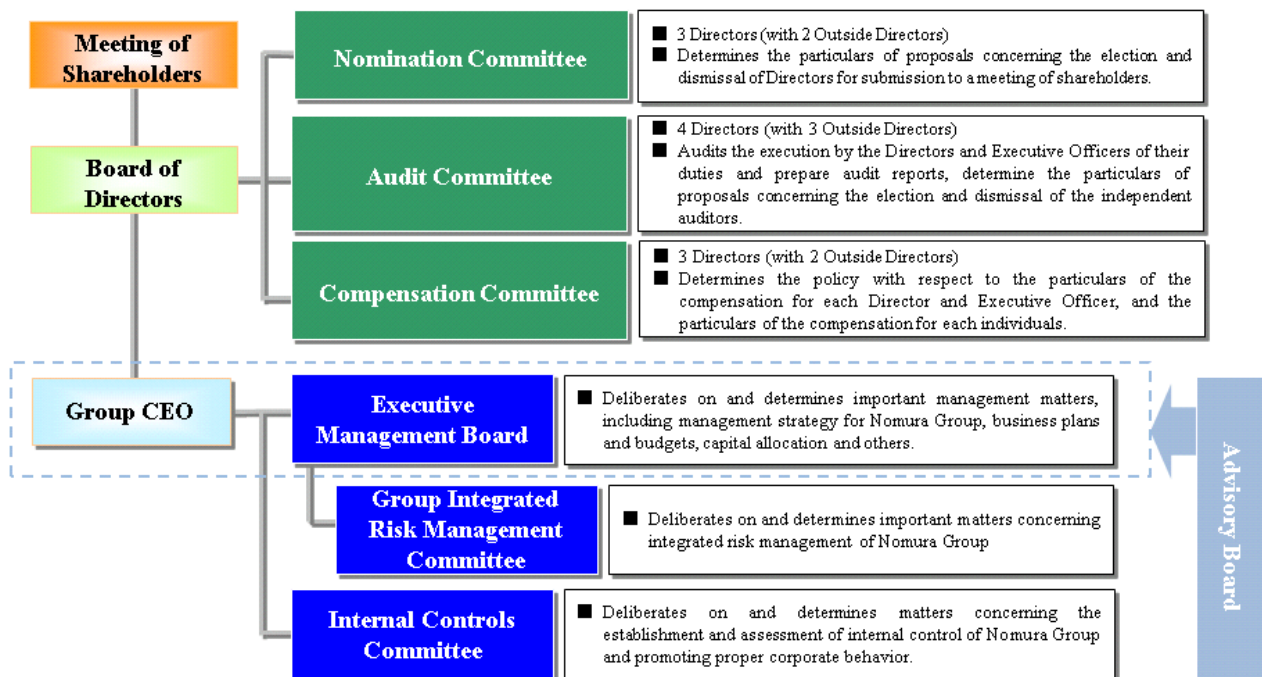 Meeting of
Shareholders
Nomination Committee
■ 3 Directors (with 2 Outside Directors)
■ Determines the particulars of proposals concerning the election and
dismissal of Directors for submission to a meeting of shareholders.
Board of
Directors
Audit Committee
■ 4 Directors (with 3 Outside Directors)
■ Audits the execution by the Directors and Executive Officers of their
duties and prepare audit reports, determine the particulars of
proposals concerning the election and dismissal of the independent
auditors.
Compensation Committee
■ 3 Directors (with 2 Outside Directors)
■ Determines the policy with respect to the particulars of the
compensation for each Director and Executive Officer, and the
particulars of the compensation for each individuals.
Group CEO
Executive
Management Board
■ Deliberates on and determines important management matters,
including management strategy for Nomura Group, business plans
and budgets, capital allocation and others.
Group Integrated
Risk Management
Committee
■ Deliberates on and determines important matters concerning
integrated risk management of Nomura Group
Internal Controls
Committee
■ Deliberates on and determines matters concerning the
establishment and assessment of internal control of Nomura Group
and promoting proper corporate behavior.
Advisory Board